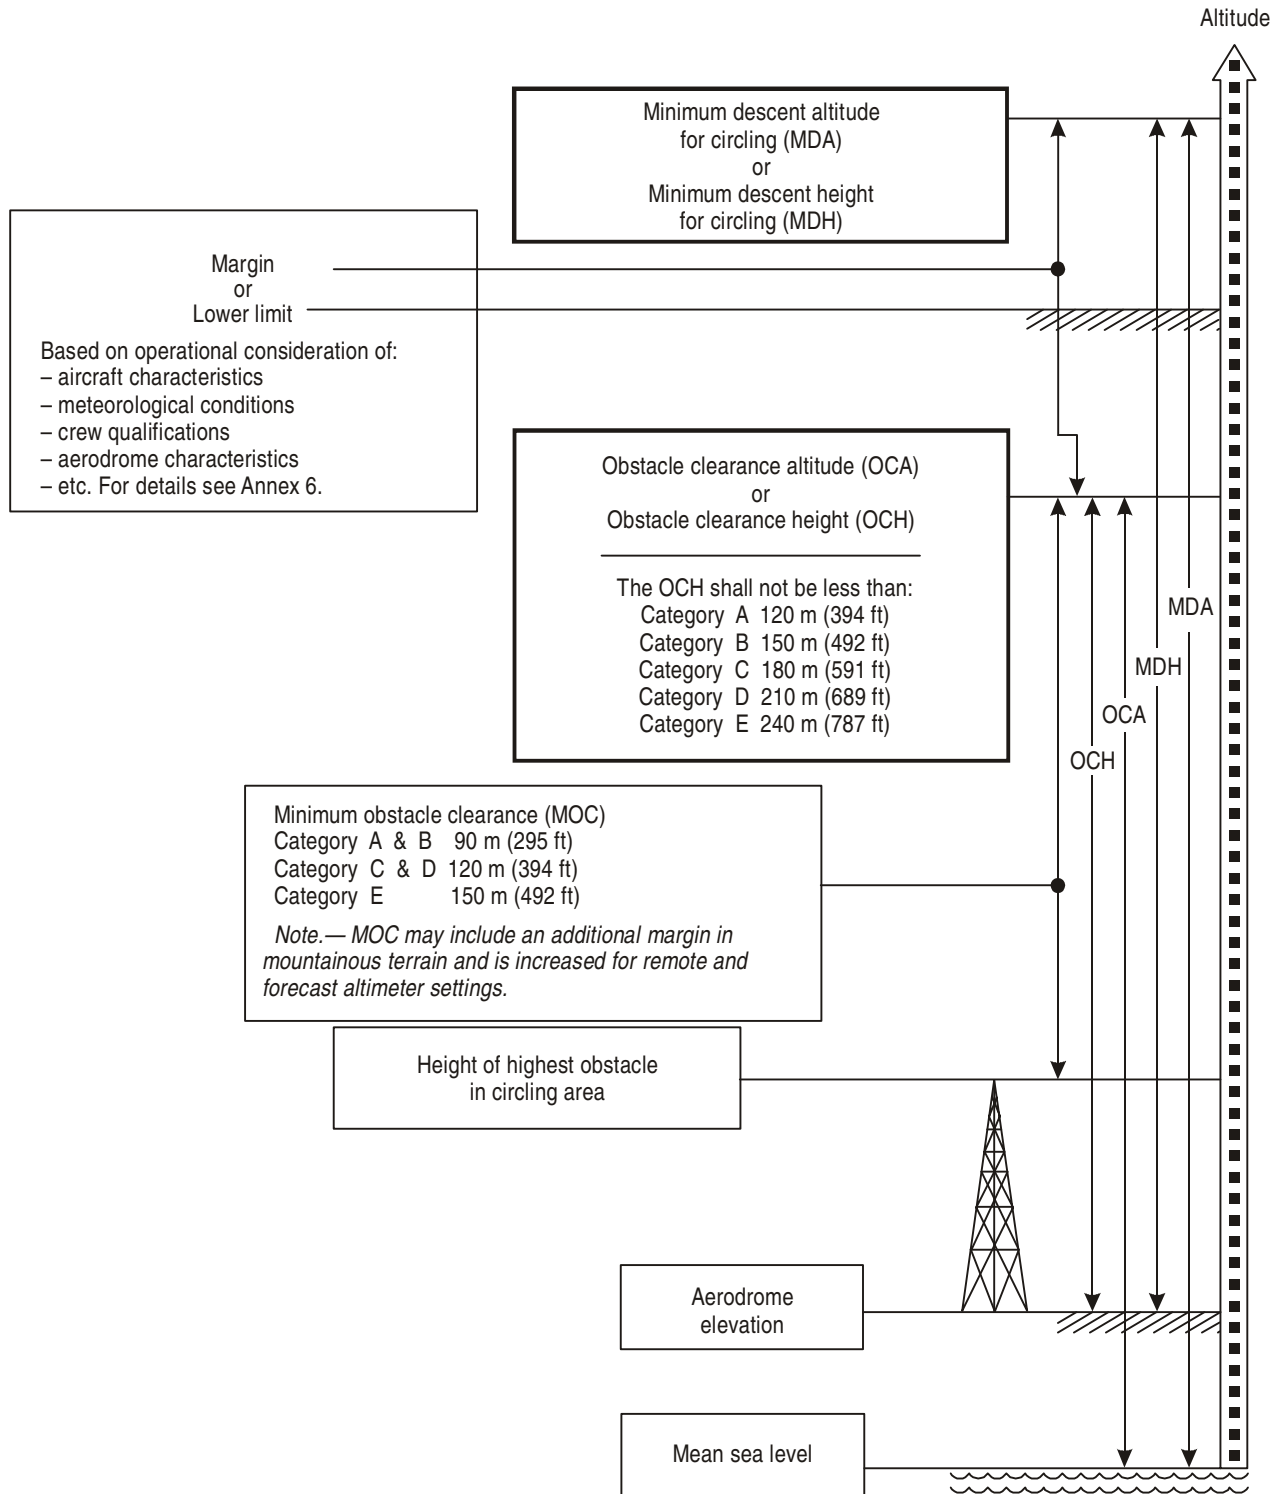 Altitude
Minimum descent altitude
for circling (MDA)
or
Minimum descent height
for circling (MDH)
Margin
or
Lower limit
Based on operational consideration of:
– aircraft characteristics
– meteorological conditions
– crew qualifications
– aerodrome characteristics
– etc. For details see Annex 6.
Obstacle clearance altitude (OCA)
or
Obstacle clearance height (OCH)
The OCH shall not be less than:
Category A 120 m (394 ft)
Category B 150 m (492 ft)
Category C 180 m (591 ft)
Category D 210 m (689 ft)
Category E 240 m (787 ft)
MDA
MDH
OCA
OCH
Minimum obstacle clearance (MOC)
Category A & B 90 m (295 ft)
Category C & D 120 m (394 ft)
Category E 150 m (492 ft)
Note.— MOC may include an additional margin in
mountainous terrain and is increased for remote and
forecast altimeter settings.
Height of highest obstacle
in circling area
Aerodrome
elevation
Mean sea level